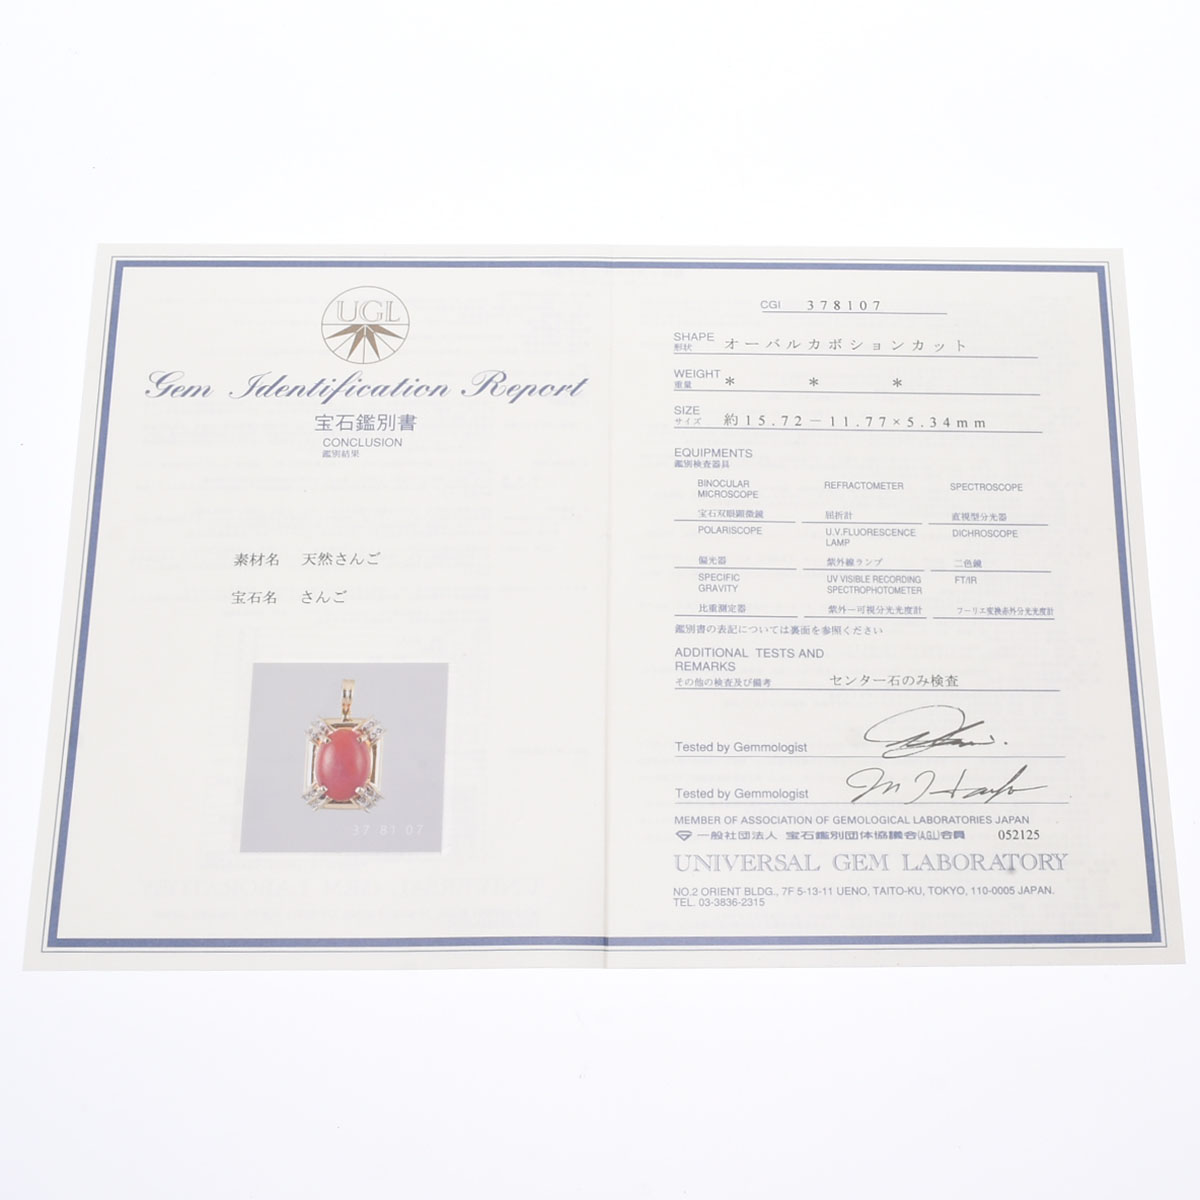 UGL
Gem Identification Report
宝石鑑別書
CONCLUSION
鑑別結果
素材名 天然さんご
宝石名 さんご
37 81 07
CGI 378107
SHAPE
形状 オーバルカボションカット
WEIGHT
重量 * * *
SIZE
サイズ 約15.72-11.77×5.34mm
EQUIPMENTS
鑑別検査器具
BINOCULAR MICROSCOPE
宝石双眼顕微鏡
REFRACTOMETER
屈折計
SPECTROSCOPE
直視型分光器
POLARISCOPE
偏光器
U.V.FLUORESCENCE LAMP
紫外線ランプ
DICHROSCOPE
二色鏡
SPECIFIC GRAVITY
比重測定器
UV VISIBLE RECORDING SPECTROPHOTOMETER
紫外一可視分光光度計
FT/IR
フーリエ変換赤外分光光度計
鑑別書の表記については裏面を参照ください
ADDITIONAL TESTS AND
REMARKS
その他の検査及び備考 センター石のみ検査
Tested by Gemmologist
Tested by Gemmologist
MEMBER OF ASSOCIATION OF GEMOLOGICAL LABORATORIES JAPAN
一般社団法人 宝石鑑別団体協議会(AGL)会員 052125
UNIVERSAL GEM LABORATORY
NO.2 ORIENT BLDG., 7F 5-13-11 UENO, TAITO-KU, TOKYO, 110-0005 JAPAN.
TEL. 03-3836-2315